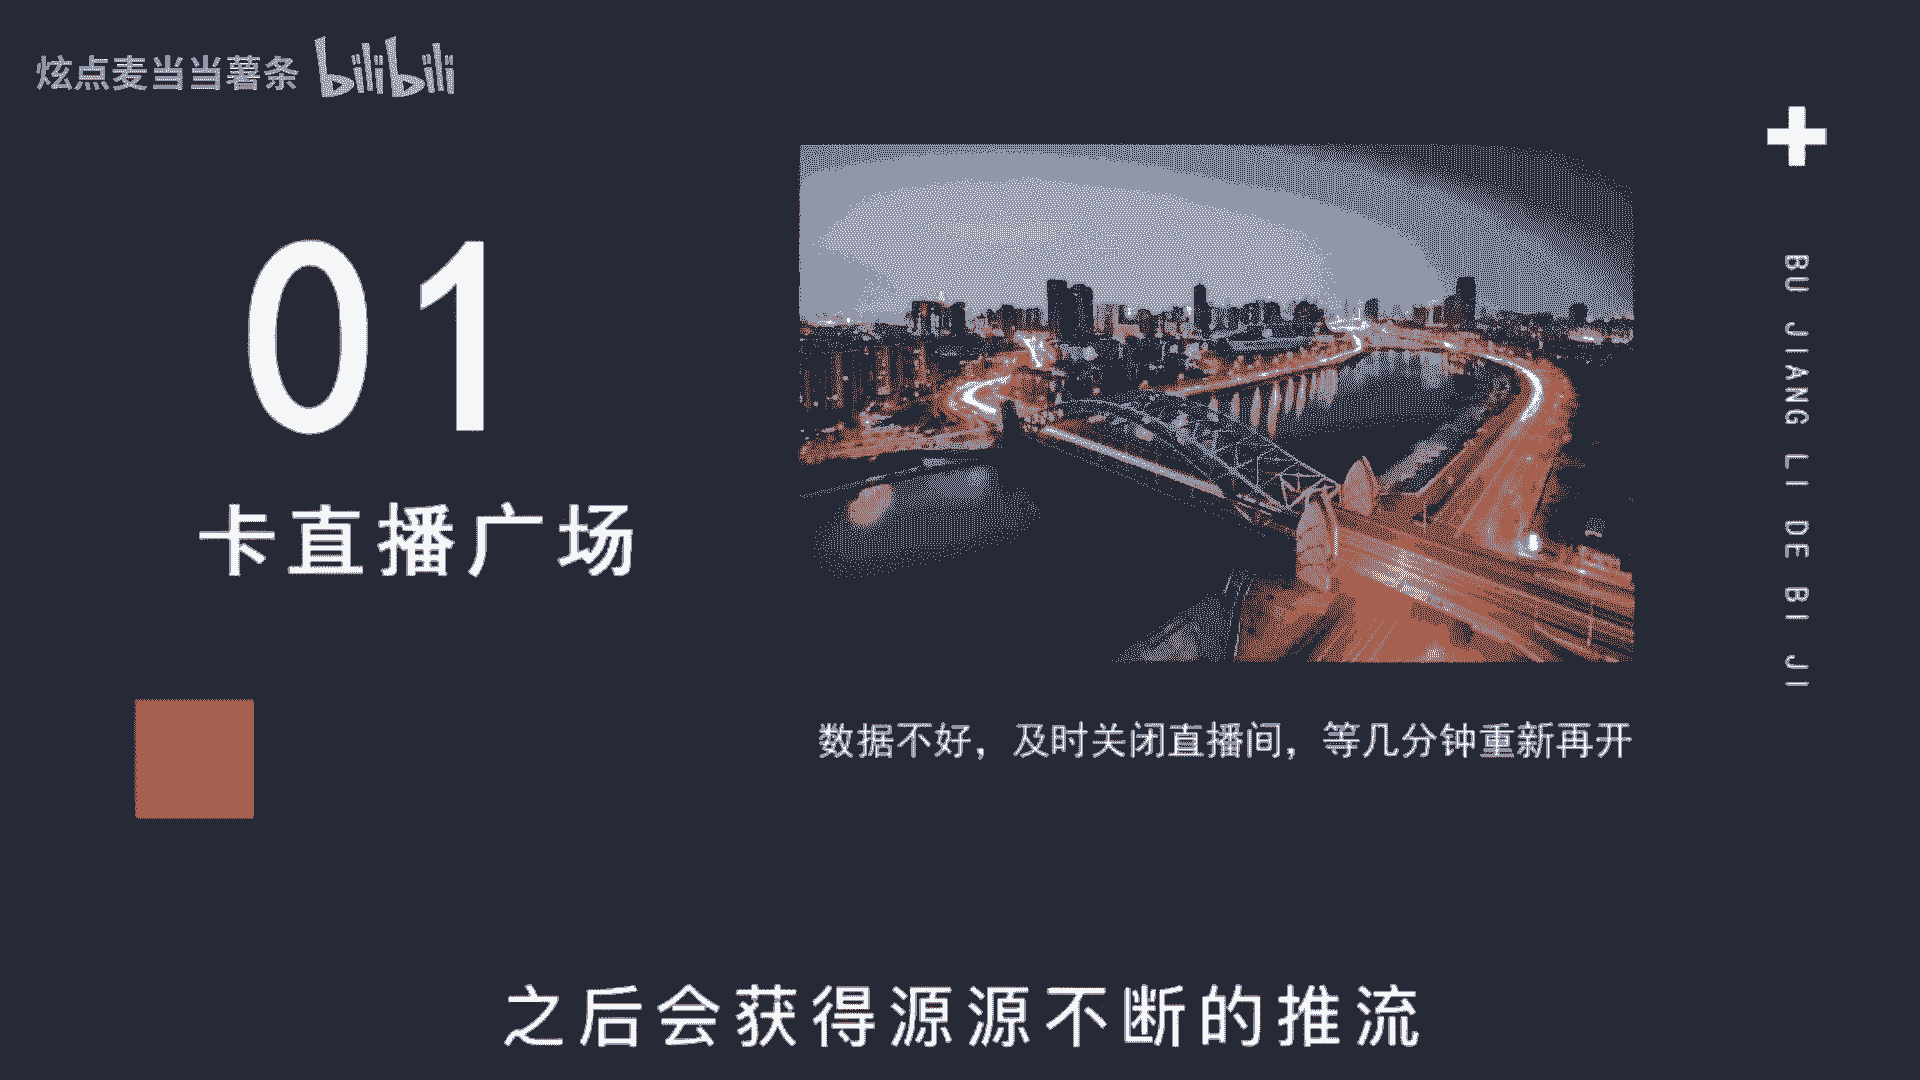 炫点麦当当薯条 bilibili
01
卡直播广场
BU JIANG LI DE BI JI
数据不好，及时关闭直播间，等几分钟重新再开
之后会获得源源不断的推流